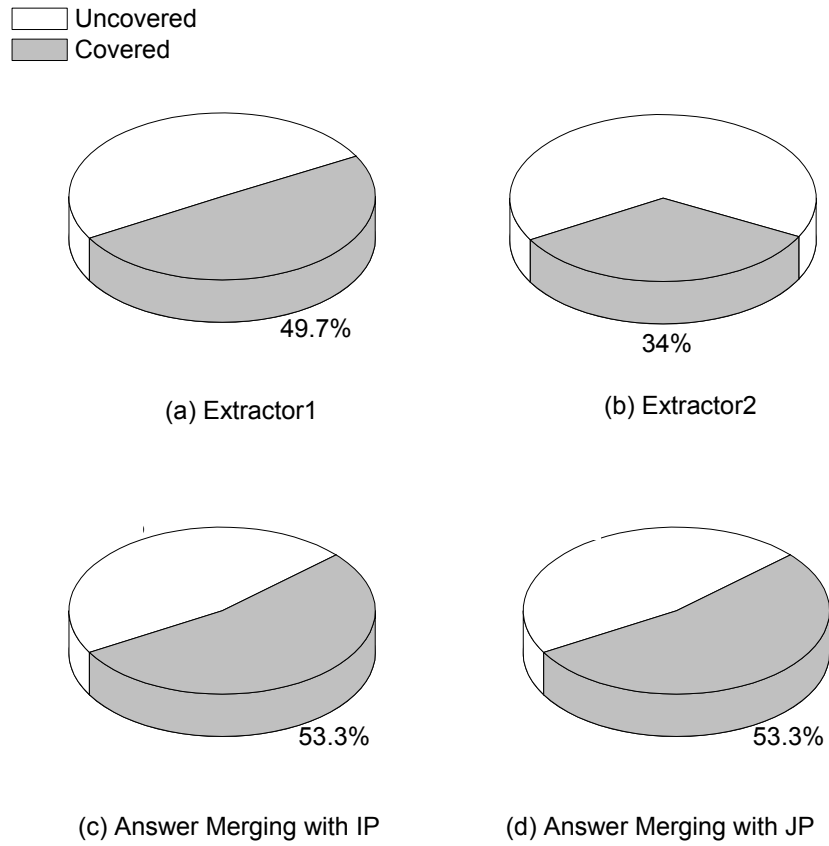 Uncovered
Covered
49.7%
34%
(a) Extractor1
(b) Extractor2
53.3%
53.3%
(c) Answer Merging with IP
(d) Answer Merging with JP